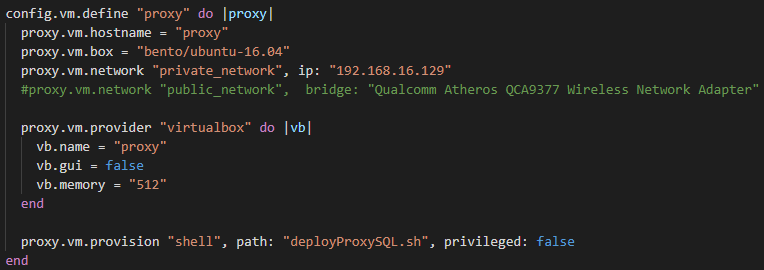 config.vm.define "proxy" do |proxy|
  proxy.vm.hostname = "proxy"
  proxy.vm.box = "bento/ubuntu-16.04"
  proxy.vm.network "private_network", ip: "192.168.16.129"
  #proxy.vm.network "public_network",  bridge: "Qualcomm Atheros QCA9377 Wireless Network Adapter"

  proxy.vm.provider "virtualbox" do |vb|
    vb.name = "proxy"
    vb.gui = false
    vb.memory = "512"
  end

  proxy.vm.provision "shell", path: "deployProxySQL.sh", privileged: false
end